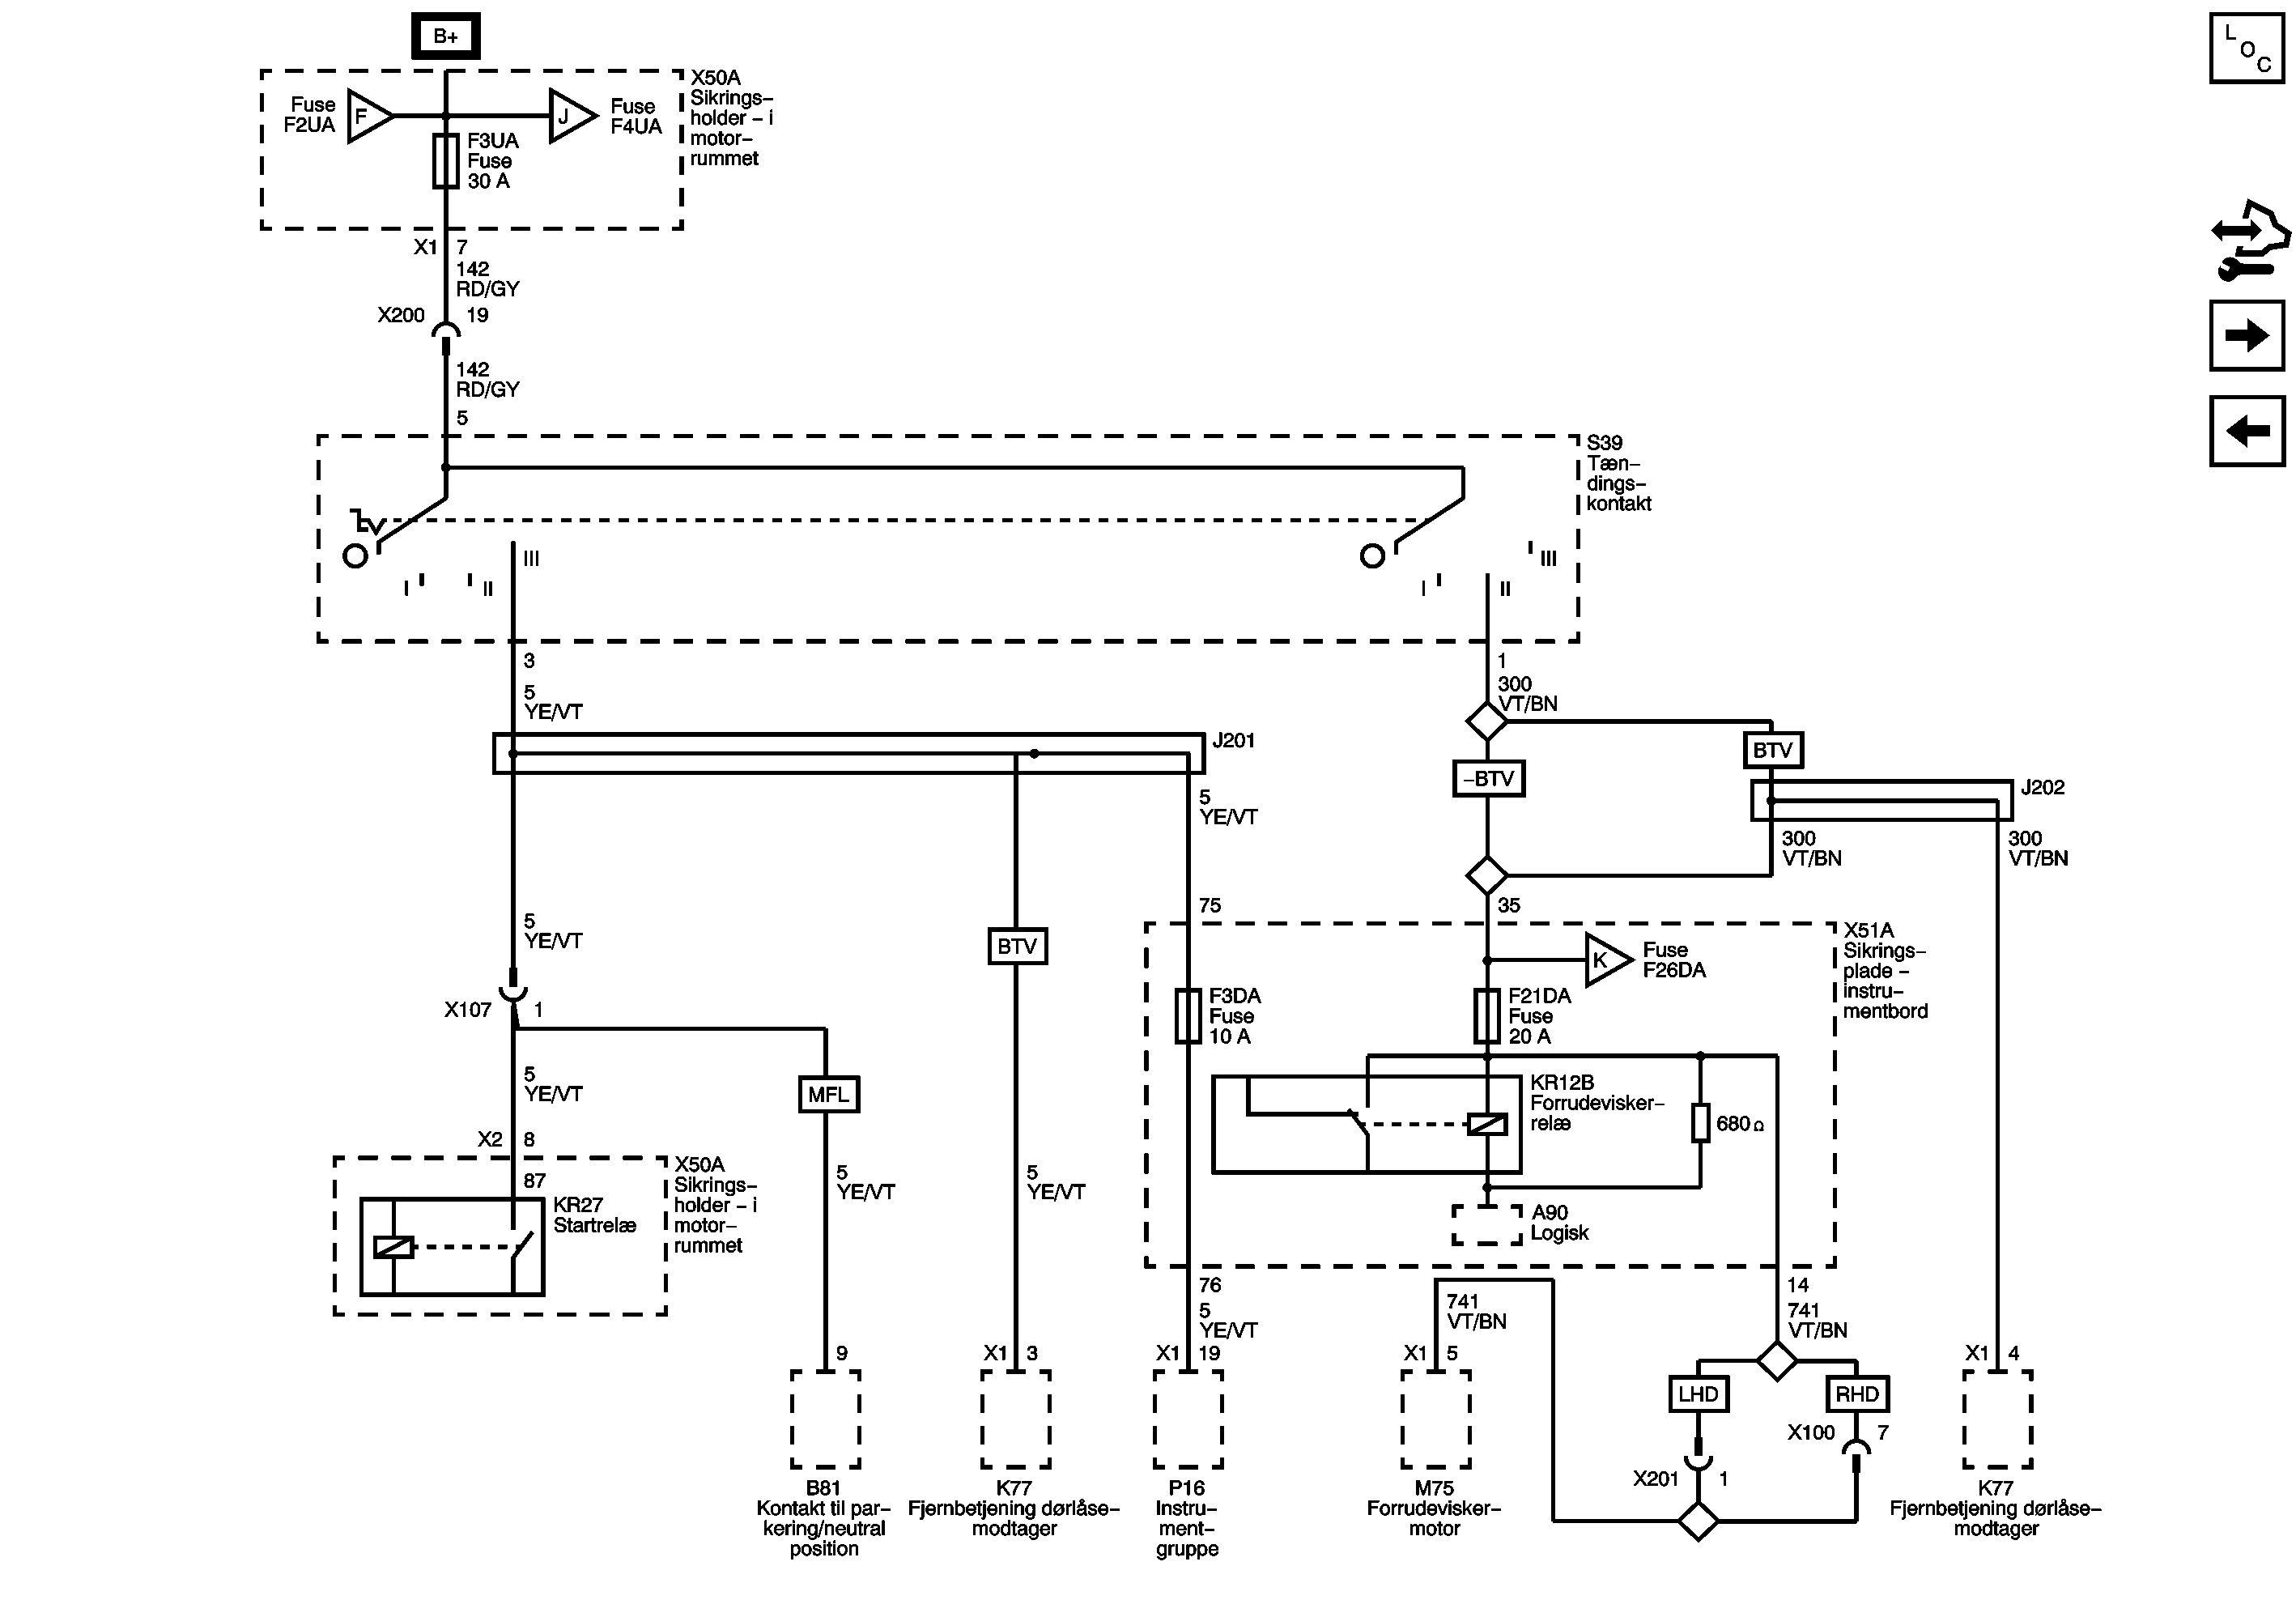 B+
L
O
C
X50A
Sikrings–
holder – i
motor–
rummet
Fuse
F2UA
F
J
Fuse
F4UA
F3UA
Fuse
30 A
X1
7
142
RD/GY
X200
19
142
RD/GY
5
S39
Tæn–
dings–
kontakt
III
I
II
III
I
II
3
5
YE/VT
1
300
VT/BN
J201
BTV
–BTV
J202
5
YE/VT
300
VT/BN
300
VT/BN
75
35
5
YE/VT
BTV
X51A
Sikrings–
plade –
instru–
mentbord
K
Fuse
F26DA
X107
1
F3DA
Fuse
10 A
F21DA
Fuse
20 A
5
YE/VT
MFL
KR12B
Forrudevisker–
relæ
680Ω
X2
8
X50A
Sikrings–
holder – i
motor–
rummet
87
KR27
Startrelæ
5
YE/VT
5
YE/VT
A90
Logisk
76
5
YE/VT
741
VT/BN
14
741
VT/BN
9
X1
3
X1
19
X1
5
X1
4
LHD
RHD
X100
7
X201
1
B81
Kontakt til par–
kering/neutral
position
K77
Fjernbetjening dørlåse–
modtager
P16
Instru–
ment–
gruppe
M75
Forrudevisker–
motor
K77
Fjernbetjening dørlåse–
modtager